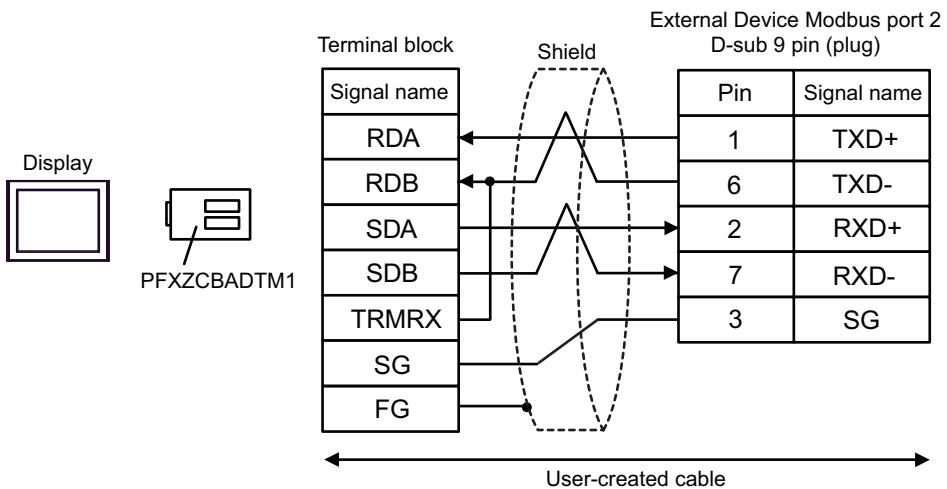 External Device Modbus port 2
D-sub 9 pin (plug)
Terminal block
Shield
Signal name
RDA
RDB
SDA
SDB
TRMRX
SG
FG
Pin Signal name
1 TXD+
6 TXD-
2 RXD+
7 RXD-
3 SG
Display
PFXZCBADTM1
User-created cable